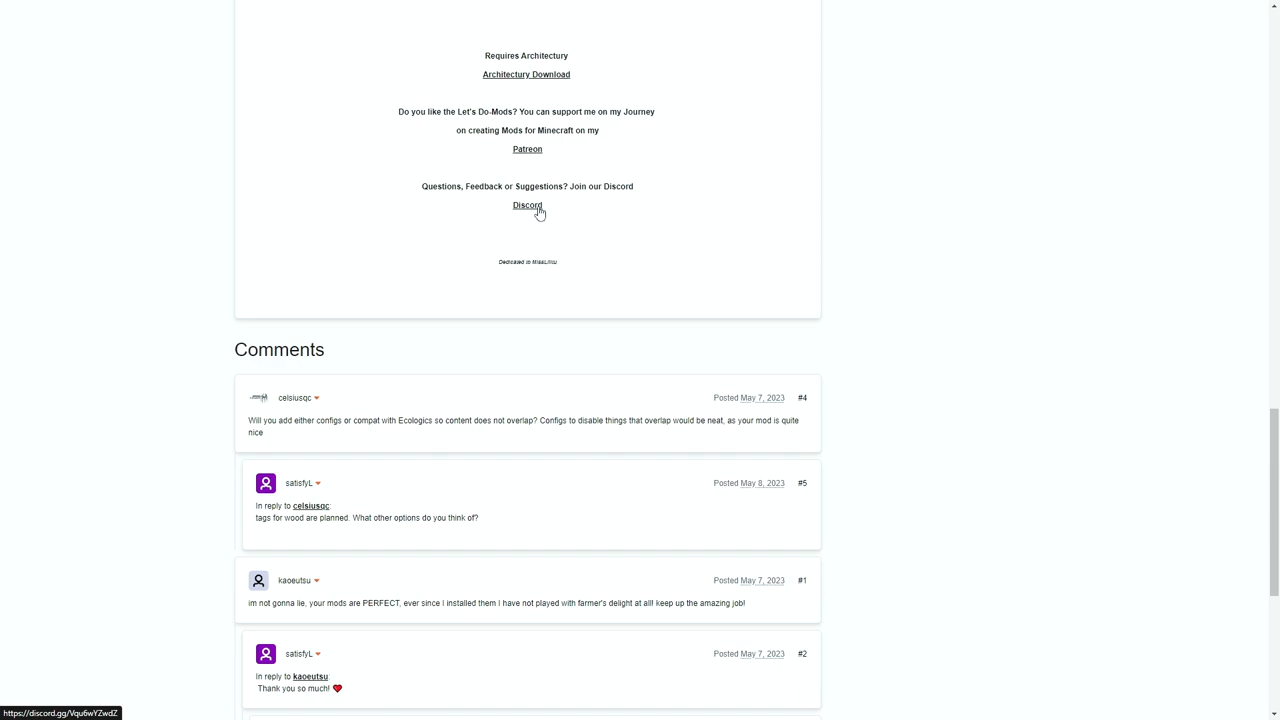 Requires Architectury
Architectury Download
Do you like the Let's Do-Mods? You can support me on my Journey
on creating Mods for Minecraft on my
Patreon
Questions, Feedback or Suggestions? Join our Discord
Discord
Dedicated to
Comments
celsiusqc
Posted May 7, 2023 #4
Will you add either configs or compat with Ecologics so content does not overlap? Configs to disable things that overlap would be neat, as your mod is quite
nice
satisfyL
Posted May 8, 2023 #5
In reply to celsiusqc:
tags for wood are planned. What other options do you think of?
kaoeutsu
Posted May 7, 2023 #1
im not gonna lie, your mods are PERFECT, ever since I installed them I have not played with farmer's delight at all! keep up the amazing job!
satisfyL
Posted May 7, 2023 #2
In reply to kaoeutsu:
Thank you so much! ❤
https://discord.gg/Vqu6wYZwdZ